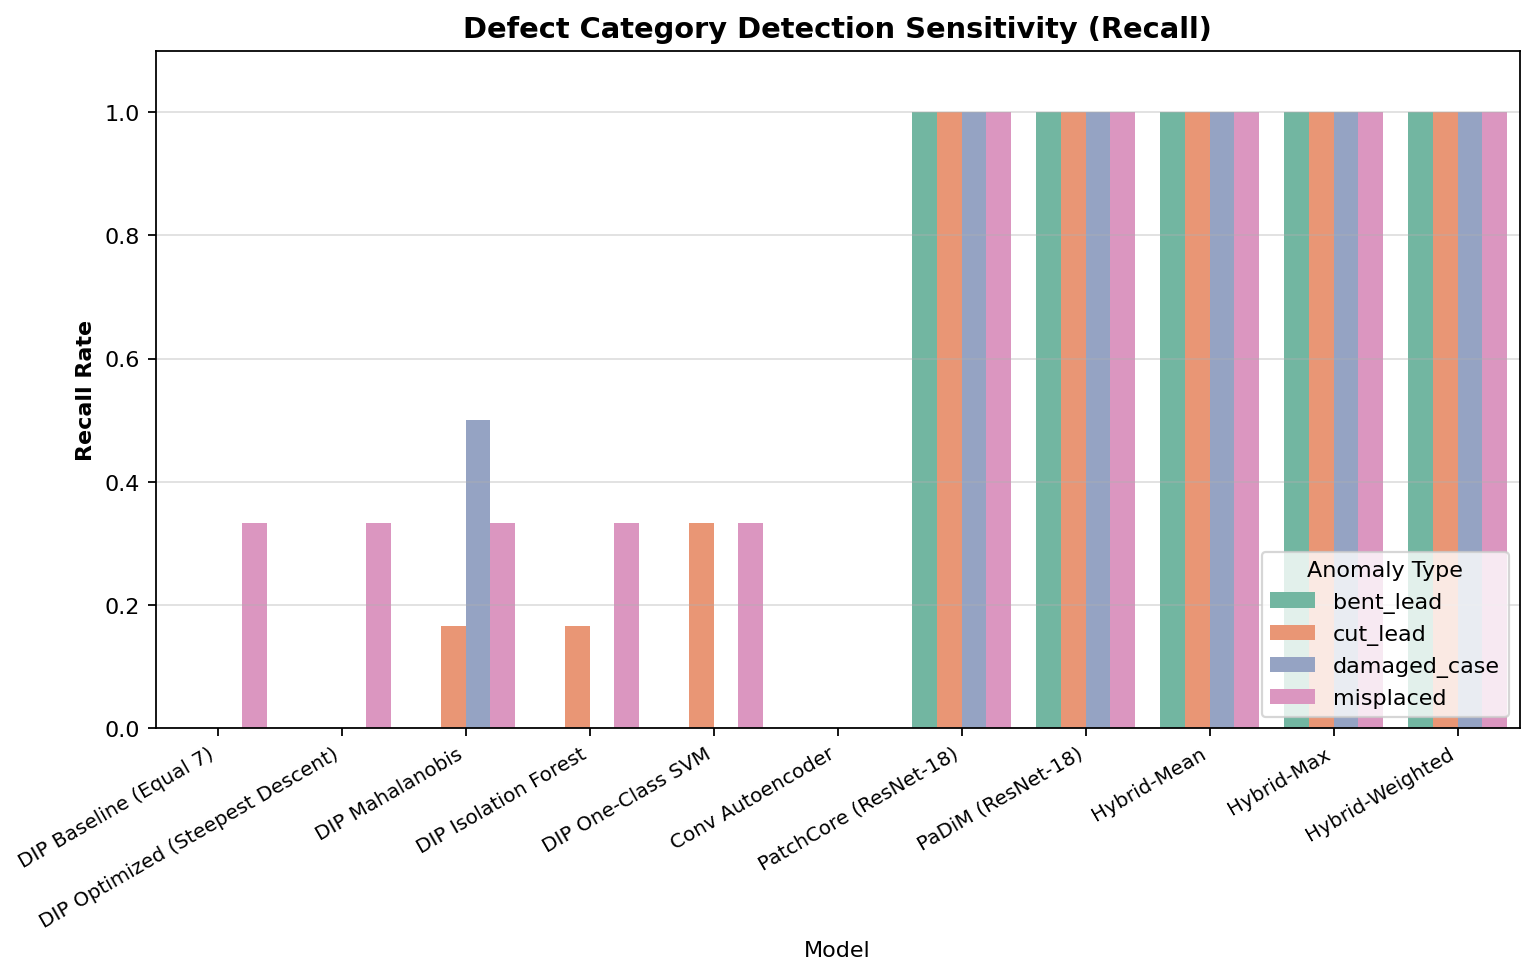 Defect Category Detection Sensitivity (Recall)
Recall Rate
1.0
0.8
0.6
0.4
0.2
0.0
Anomaly Type
bent_lead
cut_lead
damaged_case
misplaced
DIP Baseline (Equal 7)
DIP Optimized (Steepest Descent)
DIP Mahalanobis
DIP Isolation Forest
DIP One-Class SVM
Conv Autoencoder
PatchCore (ResNet-18)
PaDiM (ResNet-18)
Hybrid-Mean
Hybrid-Max
Hybrid-Weighted
Model